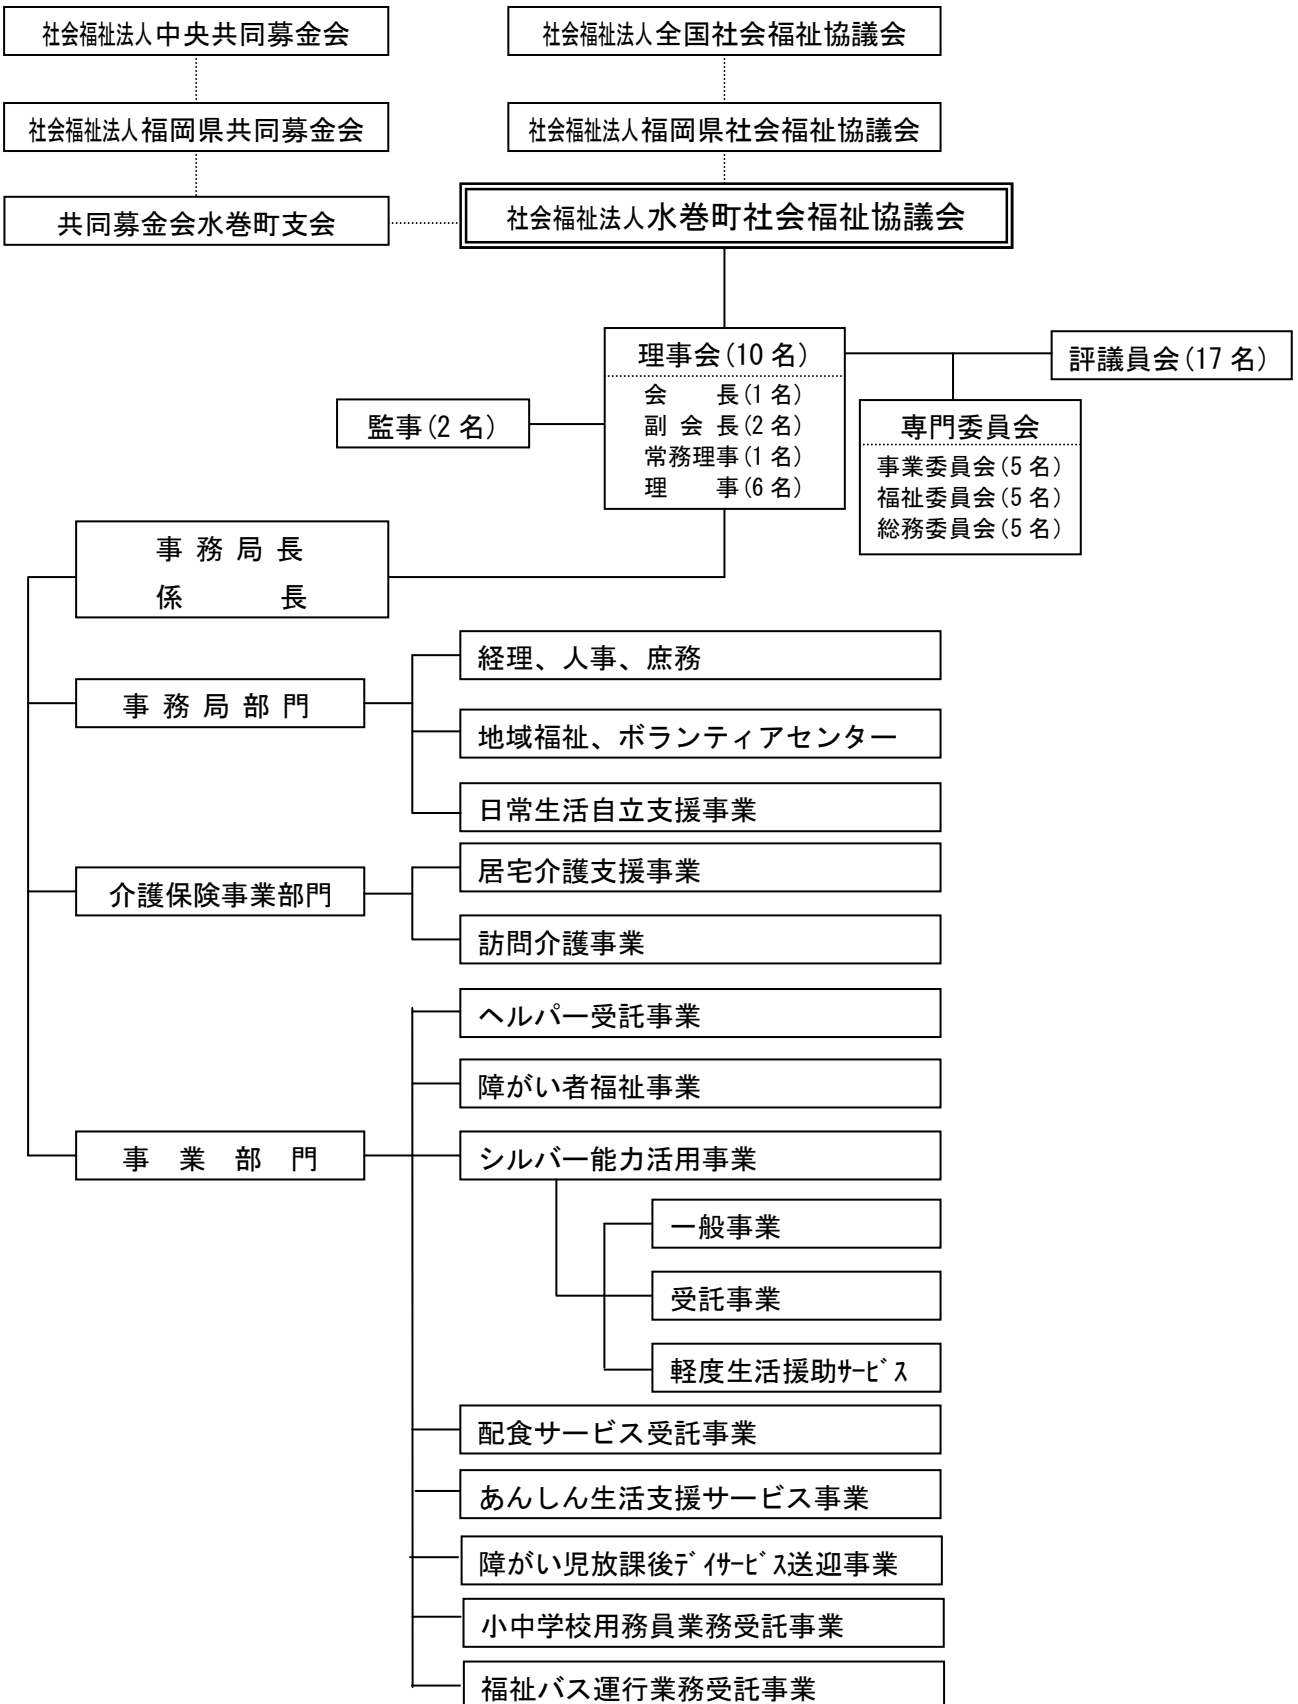 社会福祉法人中央共同募金会
社会福祉法人全国社会福祉協議会
社会福祉法人福岡県共同募金会
社会福祉法人福岡県社会福祉協議会
共同募金会水巻町支会
社会福祉法人水巻町社会福祉協議会
理事会(10名)
会　　長(1名)
副 会 長(2名)
常務理事(1名)
理　　事(6名)
評議員会(17名)
監事(2名)
専門委員会
事業委員会(5名)
福祉委員会(5名)
総務委員会(5名)
事 務 局 長
係　　　長
事 務 局 部 門
経理、人事、庶務
地域福祉、ボランティアセンター
日常生活自立支援事業
介護保険事業部門
居宅介護支援事業
訪問介護事業
事　業　部　門
ヘルパー受託事業
障がい者福祉事業
シルバー能力活用事業
一般事業
受託事業
軽度生活援助ｻｰﾋﾞｽ
配食サービス受託事業
あんしん生活支援サービス事業
障がい児放課後ﾃﾞｲｻｰﾋﾞｽ送迎事業
小中学校用務員業務受託事業
福祉バス運行業務受託事業